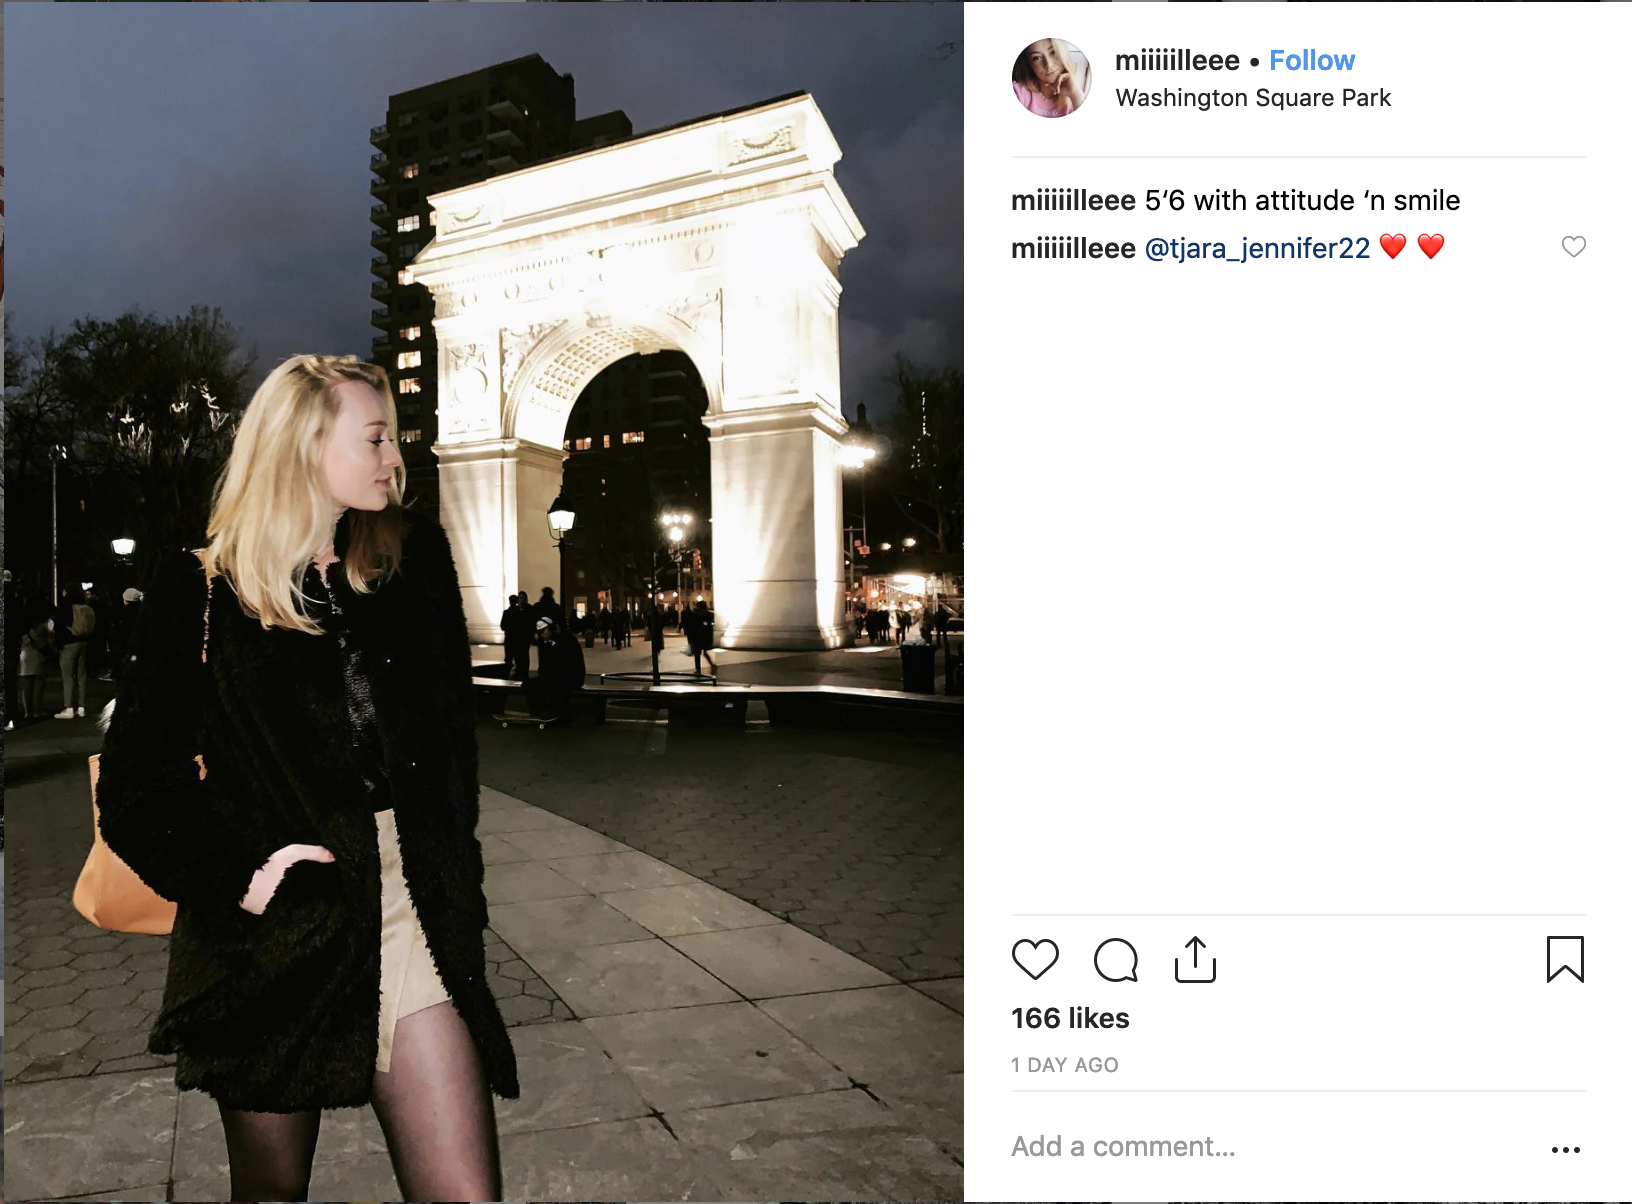 miiiiilleee • Follow
Washington Square Park
miiiiilleee 5‘6 with attitude ‘n smile
miiiiilleee @tjara_jennifer22 ❤️ ❤️
166 likes
1 DAY AGO
Add a comment...